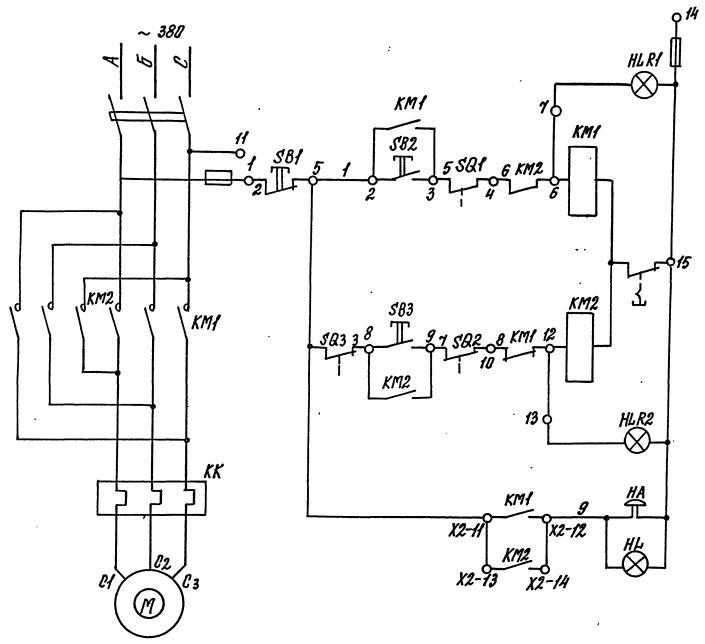 ~ 380
А Б С
14
HLR1
7
KM1
SB2
KM1
11
1
SB1
5
1
5
SQ1
6
KM2
2
2
3
4
6
15
KM2
KM1
SB3
KM2
SQ3
3
8
9
7
SQ2
8
KM1
12
10
KM2
13
HLR2
KK
KM1
9
HA
X2-11
X2-12
KM2
HL
X2-13
X2-14
C1
C2
C3
M